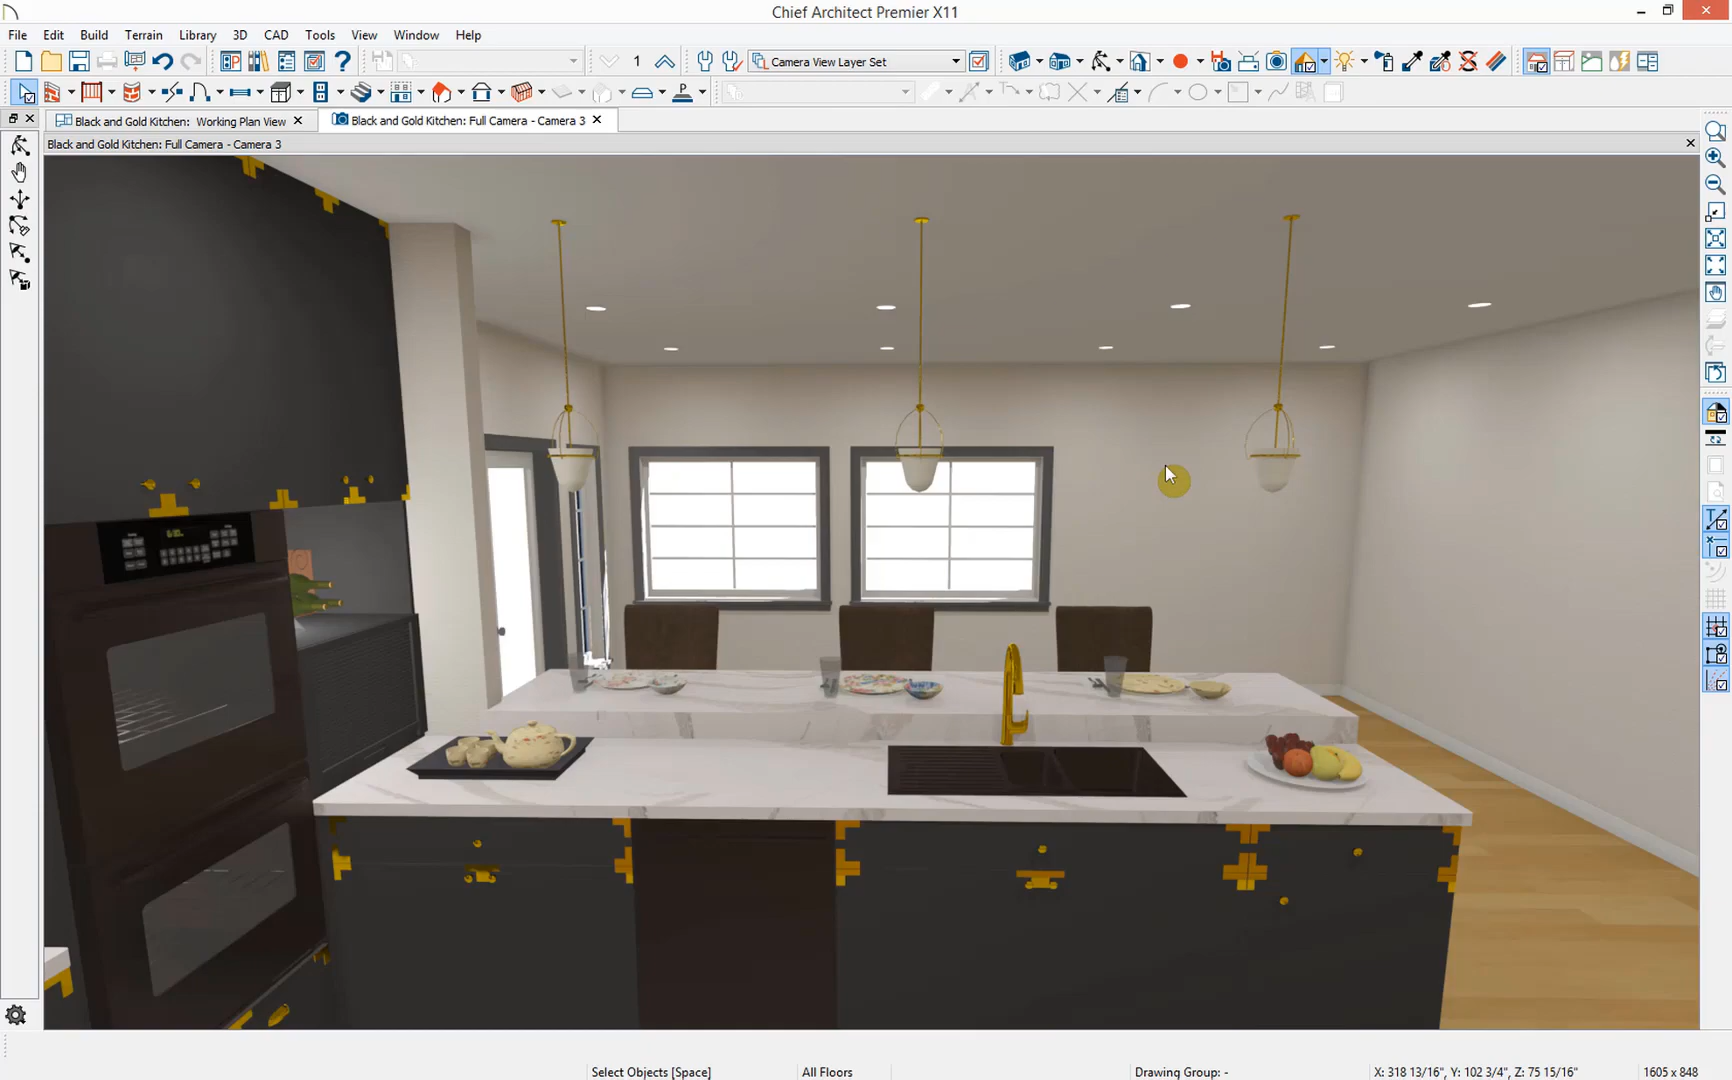 Chief Architect Premier X11
File Edit Build Terrain Library 3D CAD Tools View Window Help
1 Camera View Layer Set
Black and Gold Kitchen: Working Plan View Black and Gold Kitchen: Full Camera - Camera 3
Black and Gold Kitchen: Full Camera - Camera 3
Select Objects [Space] All Floors Drawing Group: - X: 318 13/16", Y: 102 3/4", Z: 75 15/16" 1605 x 848